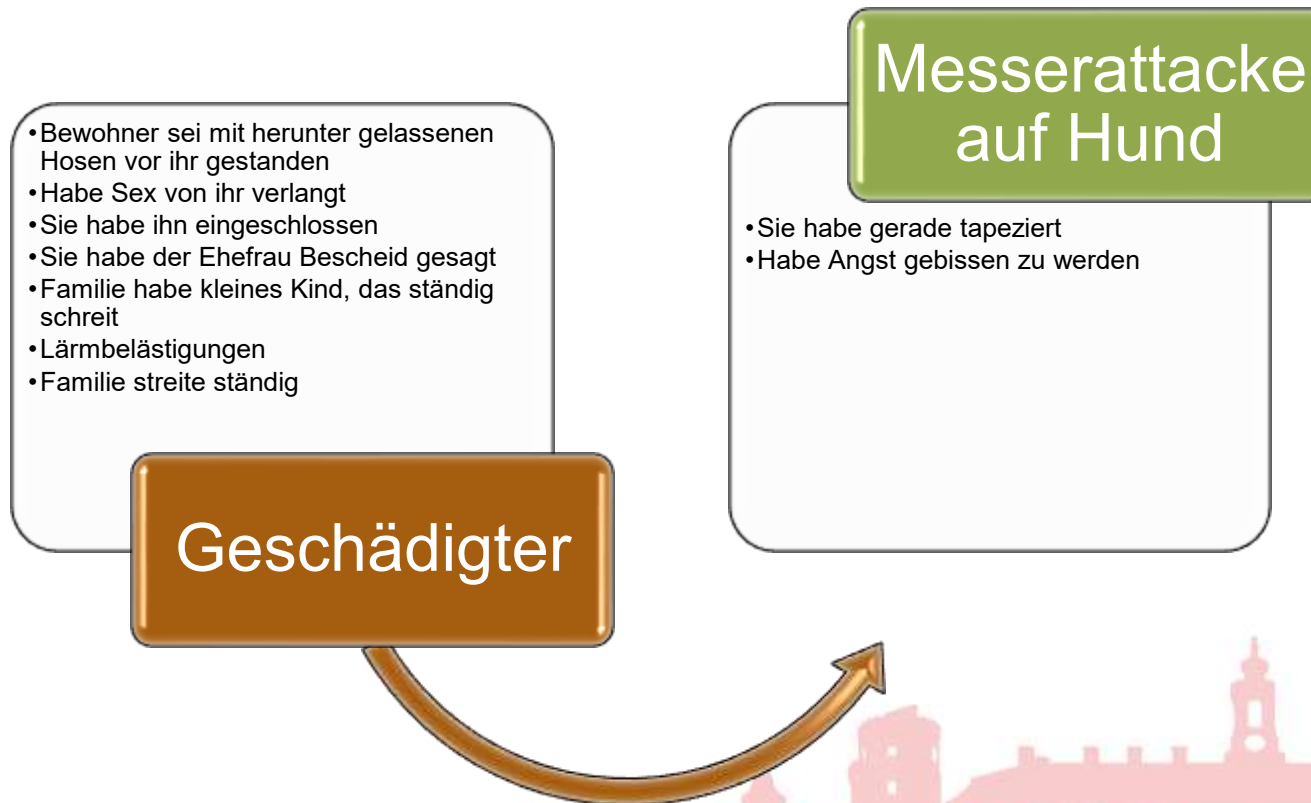 •Bewohner sei mit herunter gelassenen
Hosen vor ihr gestanden
•Habe Sex von ihr verlangt
•Sie habe ihn eingeschlossen
•Sie habe der Ehefrau Bescheid gesagt
•Familie habe kleines Kind, das ständig
schreit
•Lärmbelästigungen
•Familie streite ständig
Geschädigter
Messerattacke
auf Hund
•Sie habe gerade tapeziert
•Habe Angst gebissen zu werden